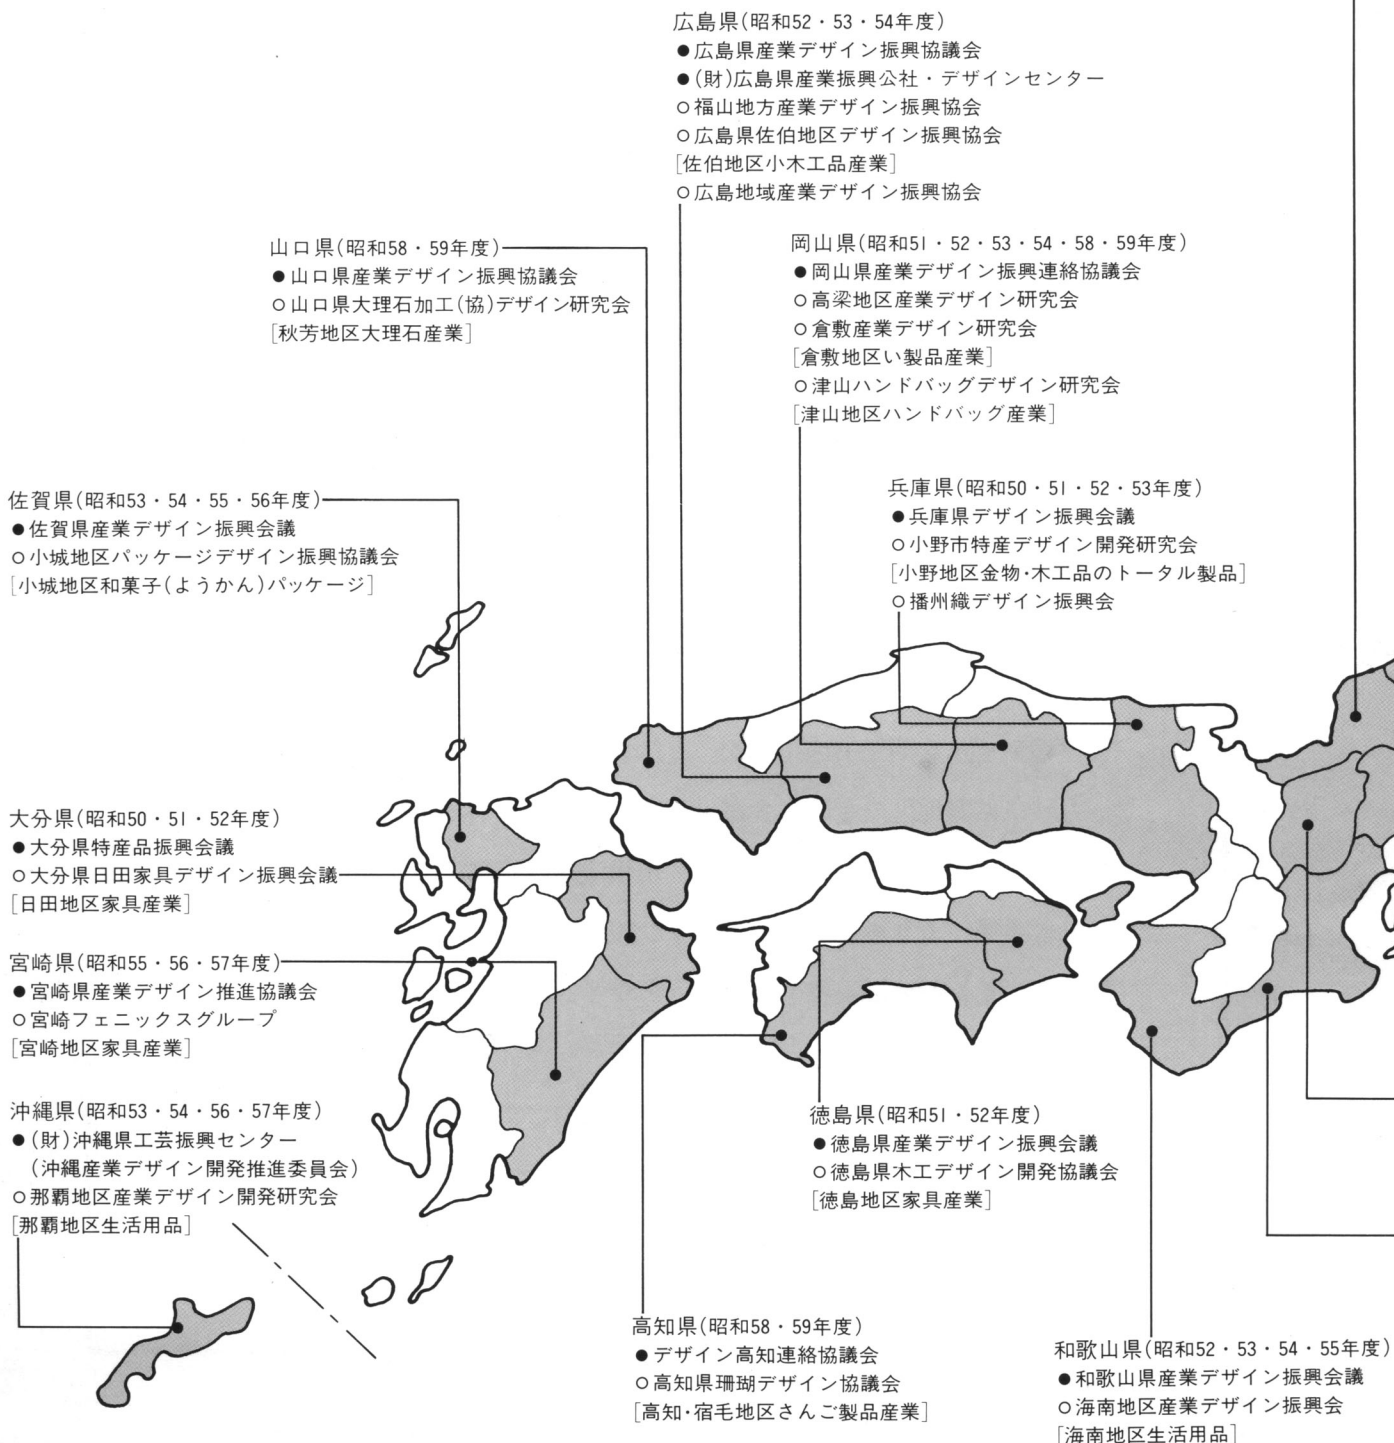 広島県(昭和52・53・54年度)
●広島県産業デザイン振興協議会
●(財)広島県産業振興公社・デザインセンター
○福山地方産業デザイン振興協会
○広島県佐伯地区デザイン振興協会
[佐伯地区小木工品産業]
○広島地域産業デザイン振興協会
山口県(昭和58・59年度)
●山口県産業デザイン振興協議会
○山口県大理石加工(協)デザイン研究会
[秋芳地区大理石産業]
岡山県(昭和51・52・53・54・58・59年度)
●岡山県産業デザイン振興連絡協議会
○高梁地区産業デザイン研究会
○倉敷産業デザイン研究会
[倉敷地区い製品産業]
○津山ハンドバッグデザイン研究会
[津山地区ハンドバッグ産業]
佐賀県(昭和53・54・55・56年度)
●佐賀県産業デザイン振興会議
○小城地区パッケージデザイン振興協議会
[小城地区和菓子(ようかん)パッケージ]
兵庫県(昭和50・51・52・53年度)
●兵庫県デザイン振興会議
○小野市特産デザイン開発研究会
[小野地区金物・木工品のトータル製品]
○播州織デザイン振興会
大分県(昭和50・51・52年度)
●大分県特産品振興会議
○大分県日田家具デザイン振興会議
[日田地区家具産業]
宮崎県(昭和55・56・57年度)
●宮崎県産業デザイン推進協議会
○宮崎フェニックスグループ
[宮崎地区家具産業]
沖縄県(昭和53・54・56・57年度)
●(財)沖縄県工芸振興センター
(沖縄産業デザイン開発推進委員会)
○那覇地区産業デザイン開発研究会
[那覇地区生活用品]
徳島県(昭和51・52年度)
●徳島県産業デザイン振興会議
○徳島県木工デザイン開発協議会
[徳島地区家具産業]
高知県(昭和58・59年度)
●デザイン高知連絡協議会
○高知県珊瑚デザイン協議会
[高知・宿毛地区さんご製品産業]
和歌山県(昭和52・53・54・55年度)
●和歌山県産業デザイン振興会議
○海南地区産業デザイン振興会
[海南地区生活用品]